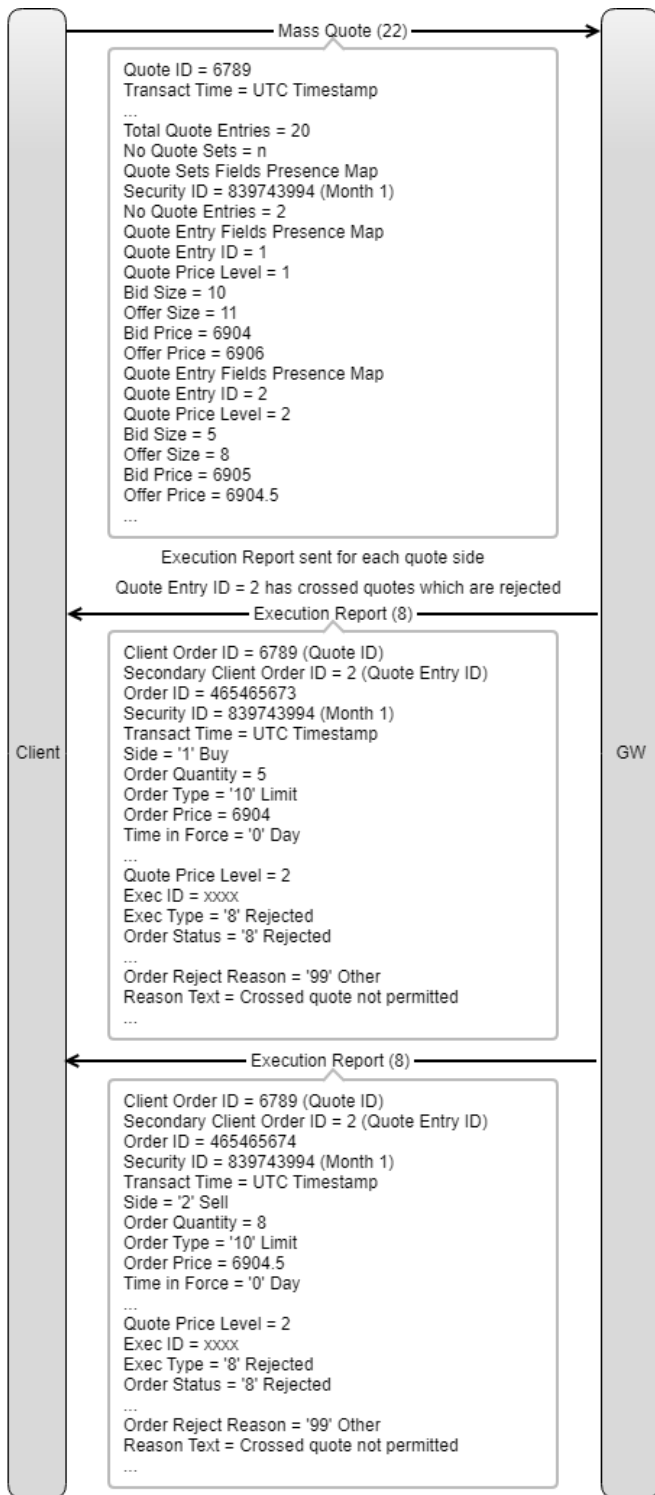 Mass Quote (22)
Quote ID = 6789
Transact Time = UTC Timestamp
...
Total Quote Entries = 20
No Quote Sets = n
Quote Sets Fields Presence Map
Security ID = 839743994 (Month 1)
No Quote Entries = 2
Quote Entry Fields Presence Map
Quote Entry ID = 1
Quote Price Level = 1
Bid Size = 10
Offer Size = 11
Bid Price = 6904
Offer Price = 6906
Quote Entry Fields Presence Map
Quote Entry ID = 2
Quote Price Level = 2
Bid Size = 5
Offer Size = 8
Bid Price = 6905
Offer Price = 6904.5
...
Execution Report sent for each quote side
Quote Entry ID = 2 has crossed quotes which are rejected
Execution Report (8)
Client Order ID = 6789 (Quote ID)
Secondary Client Order ID = 2 (Quote Entry ID)
Order ID = 465465673
Security ID = 839743994 (Month 1)
Transact Time = UTC Timestamp
Side = '1' Buy
Order Quantity = 5
Order Type = '10' Limit
Order Price = 6904
Time in Force = '0' Day
...
Quote Price Level = 2
Exec ID = xxxx
Exec Type = '8' Rejected
Order Status = '8' Rejected
...
Order Reject Reason = '99' Other
Reason Text = Crossed quote not permitted
...
Client
GW
Execution Report (8)
Client Order ID = 6789 (Quote ID)
Secondary Client Order ID = 2 (Quote Entry ID)
Order ID = 465465674
Security ID = 839743994 (Month 1)
Transact Time = UTC Timestamp
Side = '2' Sell
Order Quantity = 8
Order Type = '10' Limit
Order Price = 6904.5
Time in Force = '0' Day
...
Quote Price Level = 2
Exec ID = xxxx
Exec Type = '8' Rejected
Order Status = '8' Rejected
...
Order Reject Reason = '99' Other
Reason Text = Crossed quote not permitted
...